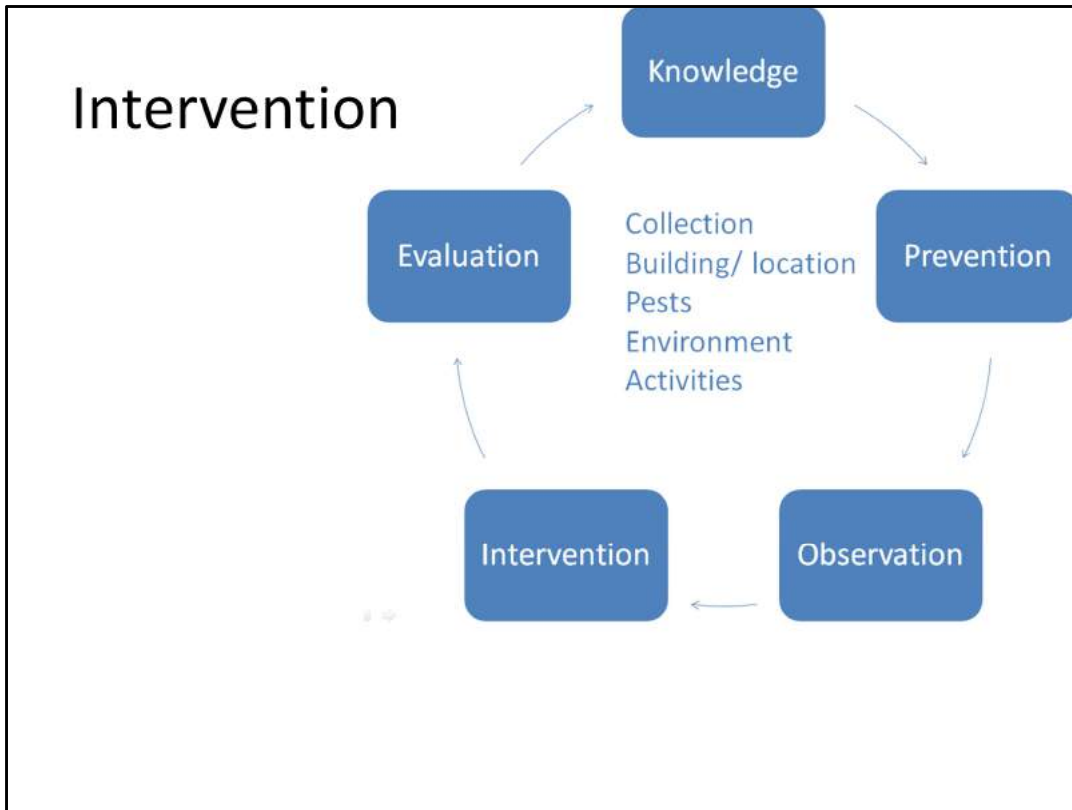 Intervention
Knowledge
Prevention
Observation
Intervention
Evaluation
Collection
Building/ location
Pests
Environment
Activities